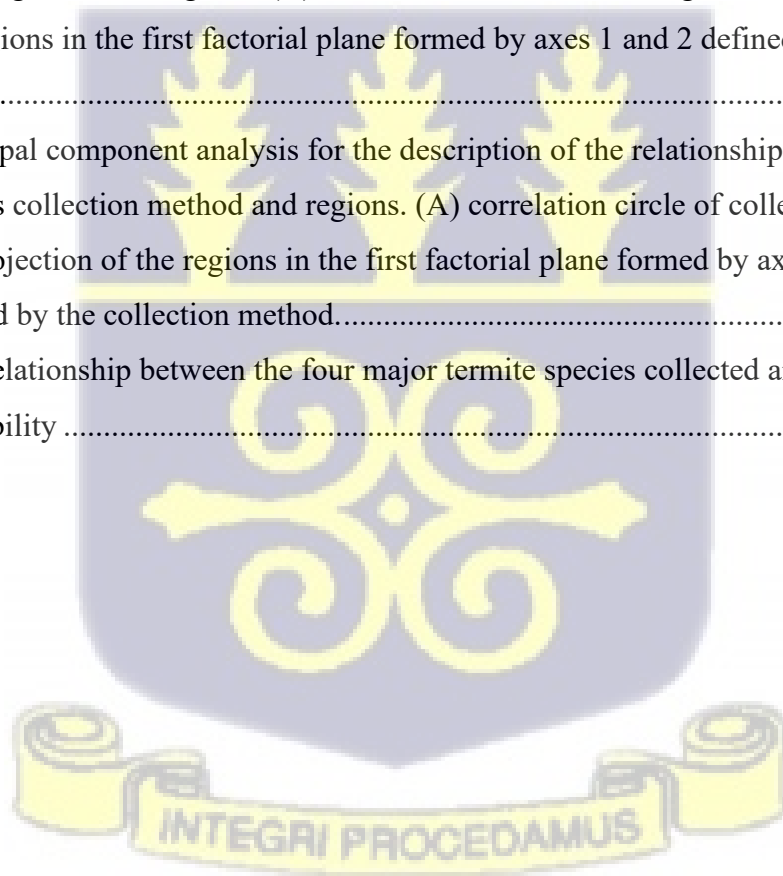 ions in the first factorial plane formed by axes 1 and 2 define
................................................................................
pal component analysis for the description of the relationship
s collection method and regions. (A) correlation circle of colle
ojection of the regions in the first factorial plane formed by ax
d by the collection method.................................................
elationship between the four major termite species collected a
bility ................................................................................
INTEGRI PROCEDAMUS